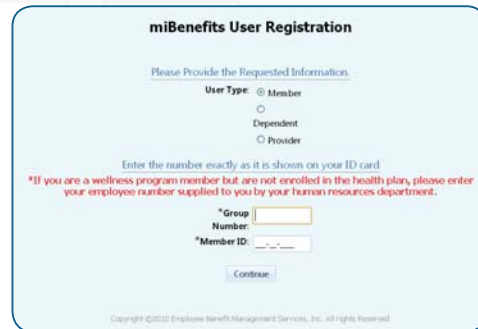 miBenefits User Registration
Please Provide the Requested Information.
User Type: Member
Dependent
Provider
Enter the number exactly as it is shown on your ID card
*If you are a wellness program member but are not enrolled in the health plan, please enter
your employee number supplied to you by your human resources department.
*Group
Number:
*Member ID: __-_-___
Continue
Copyright ©2010 Employee Benefit Management Services, Inc. All rights Reserved